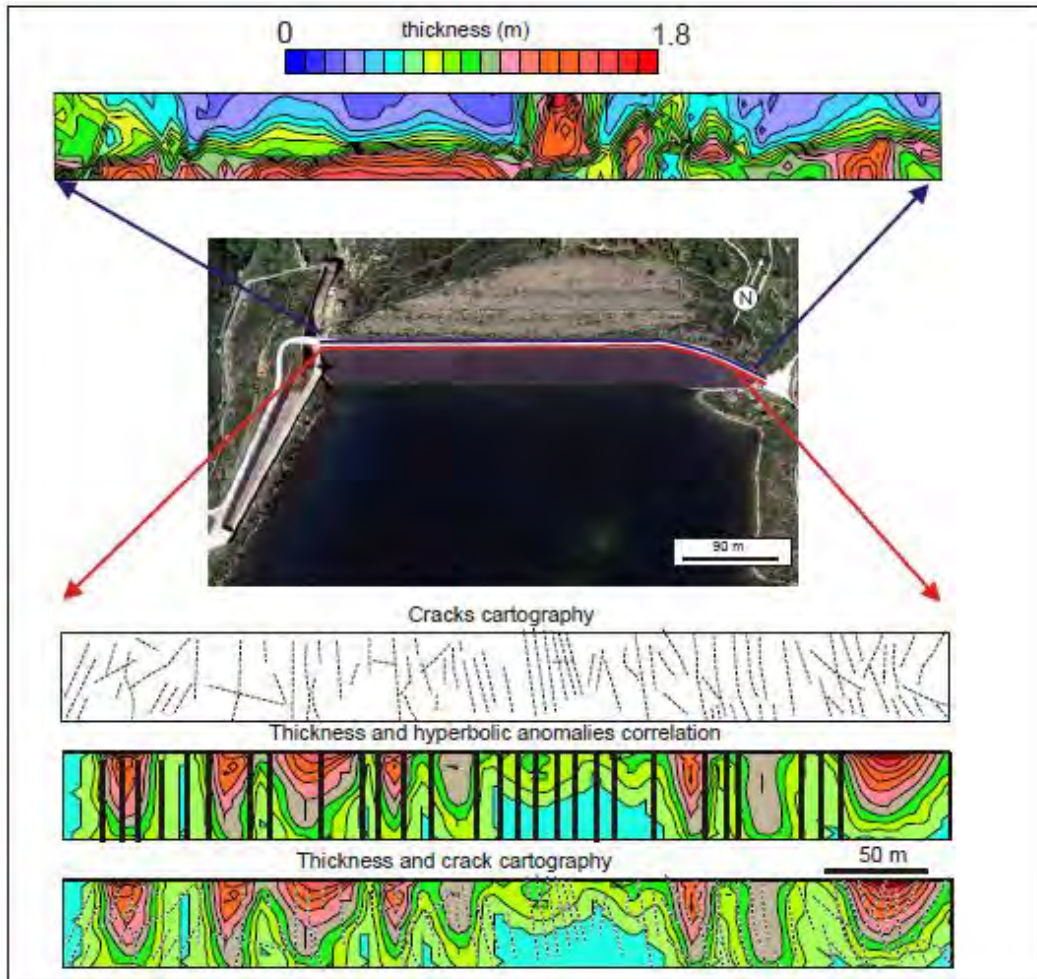 thickness (m)
0
1.8
N
90 m
Cracks cartography
Thickness and hyperbolic anomalies correlation
Thickness and crack cartography
50 m